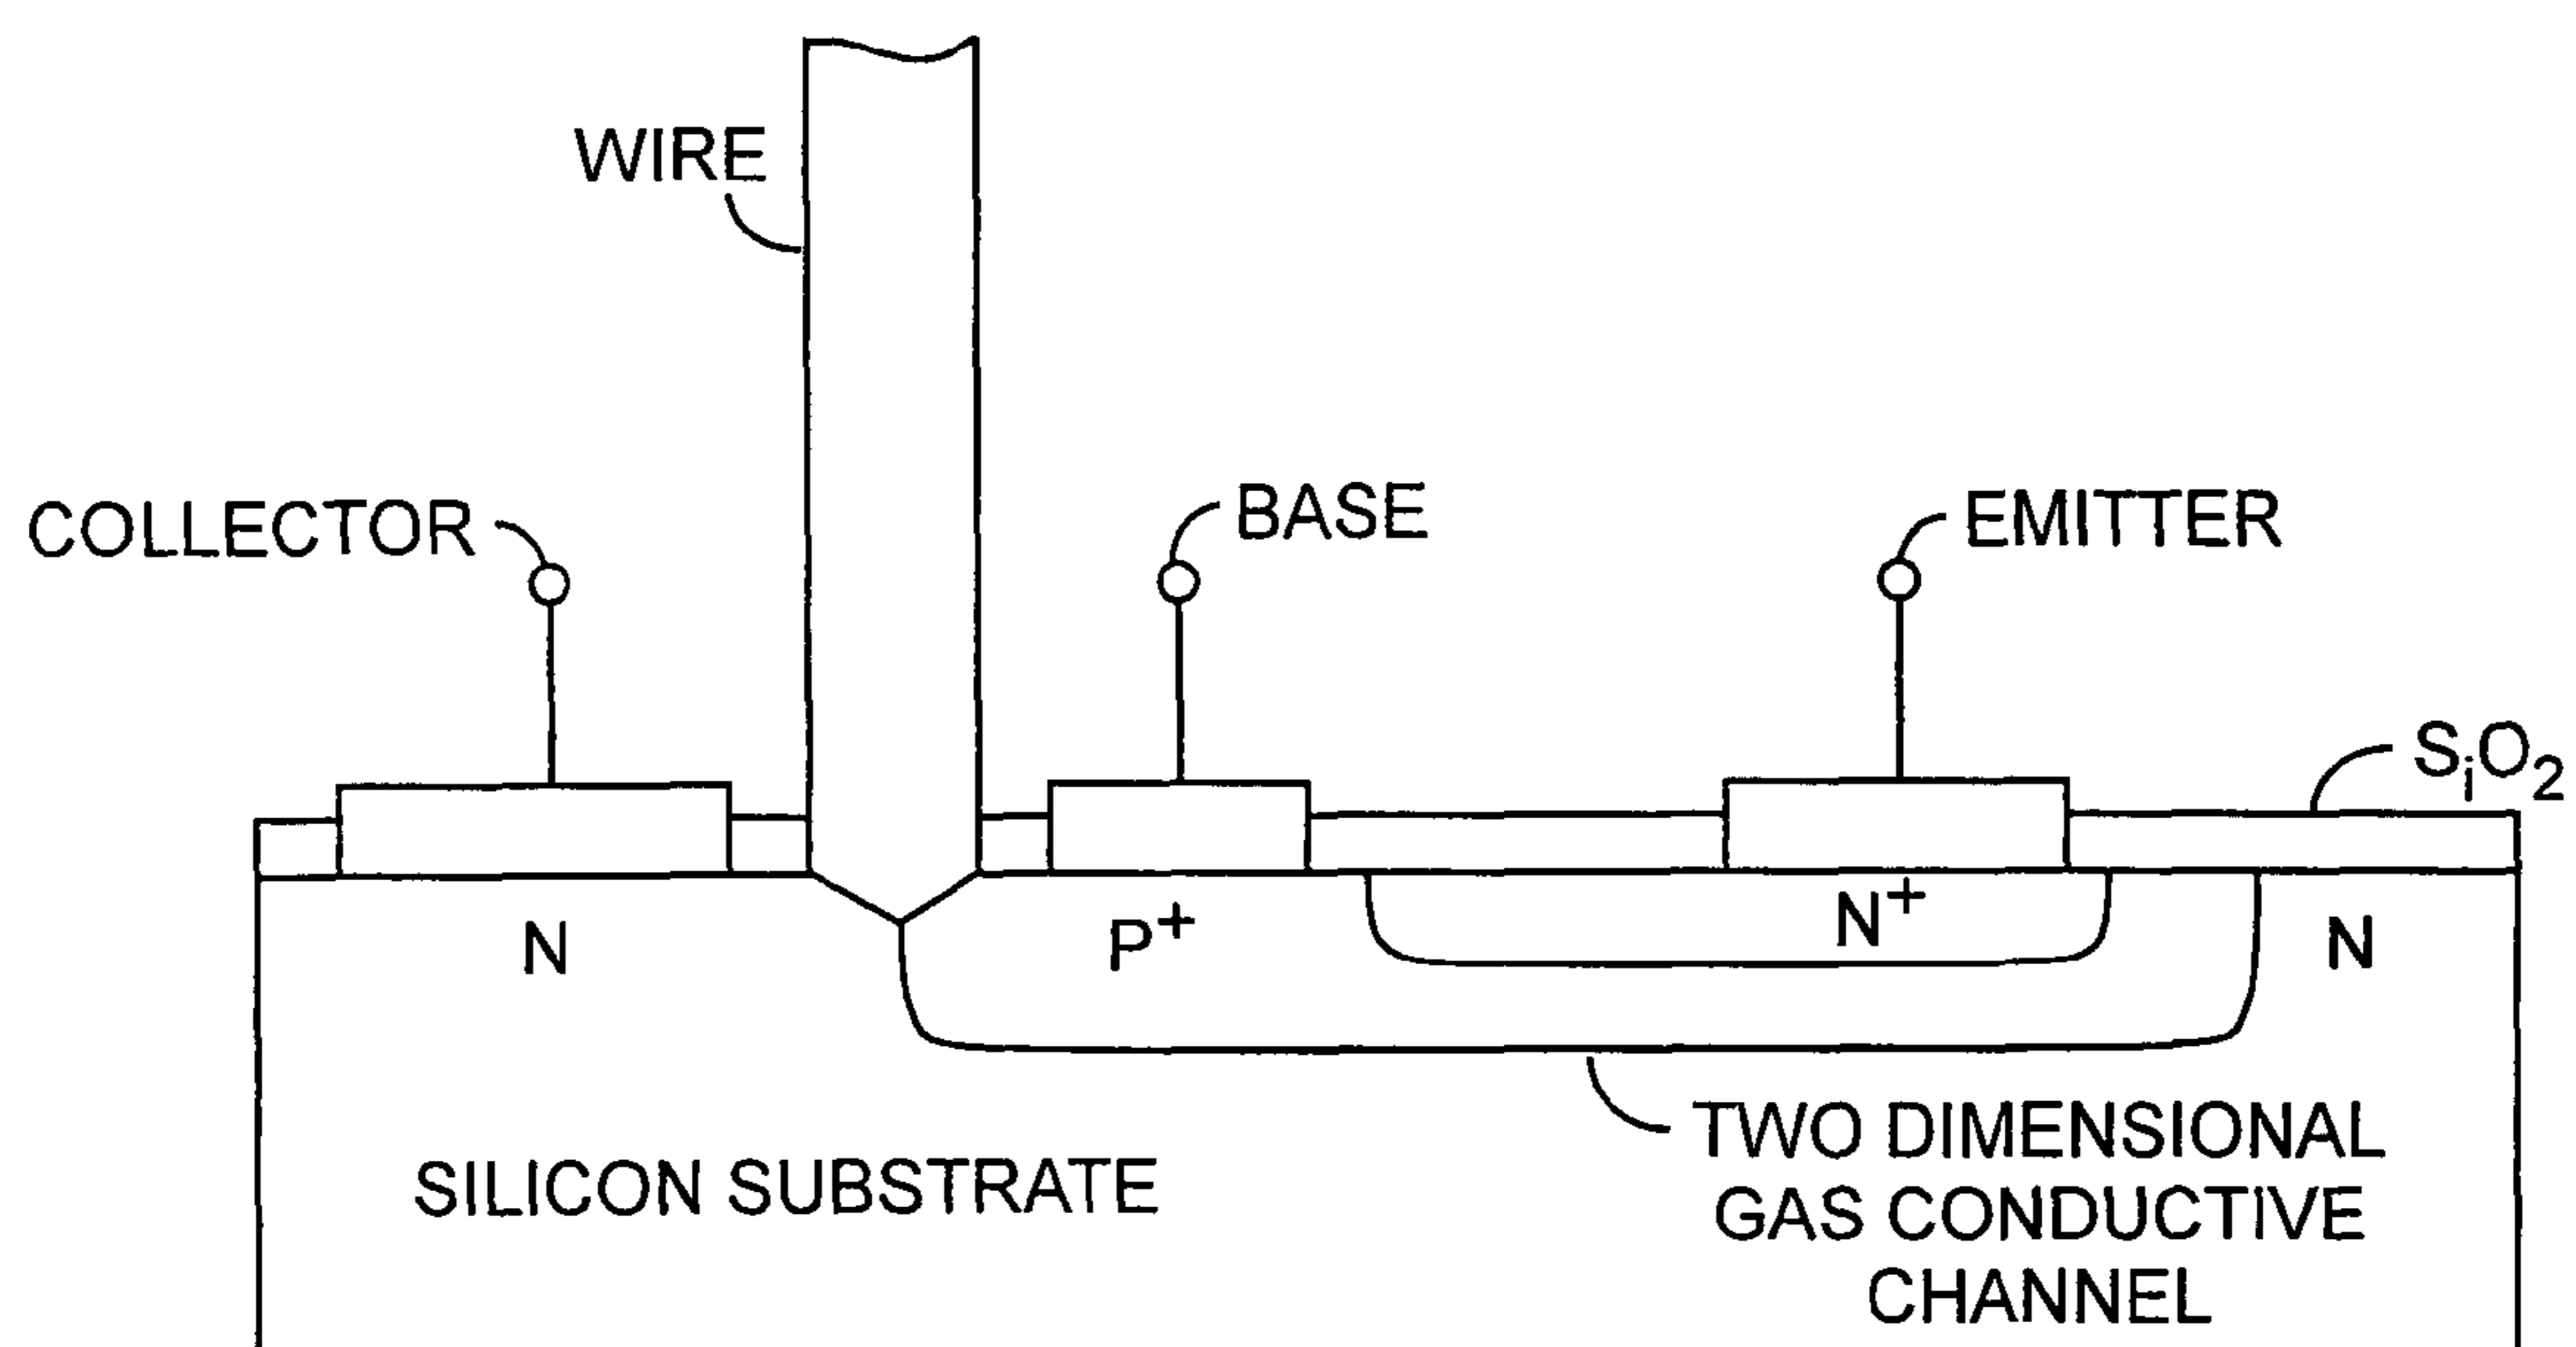 WIRE
COLLECTOR
BASE
EMITTER
SiO2
N
P+
N+
N
SILICON SUBSTRATE
TWO DIMENSIONAL
GAS CONDUCTIVE
CHANNEL